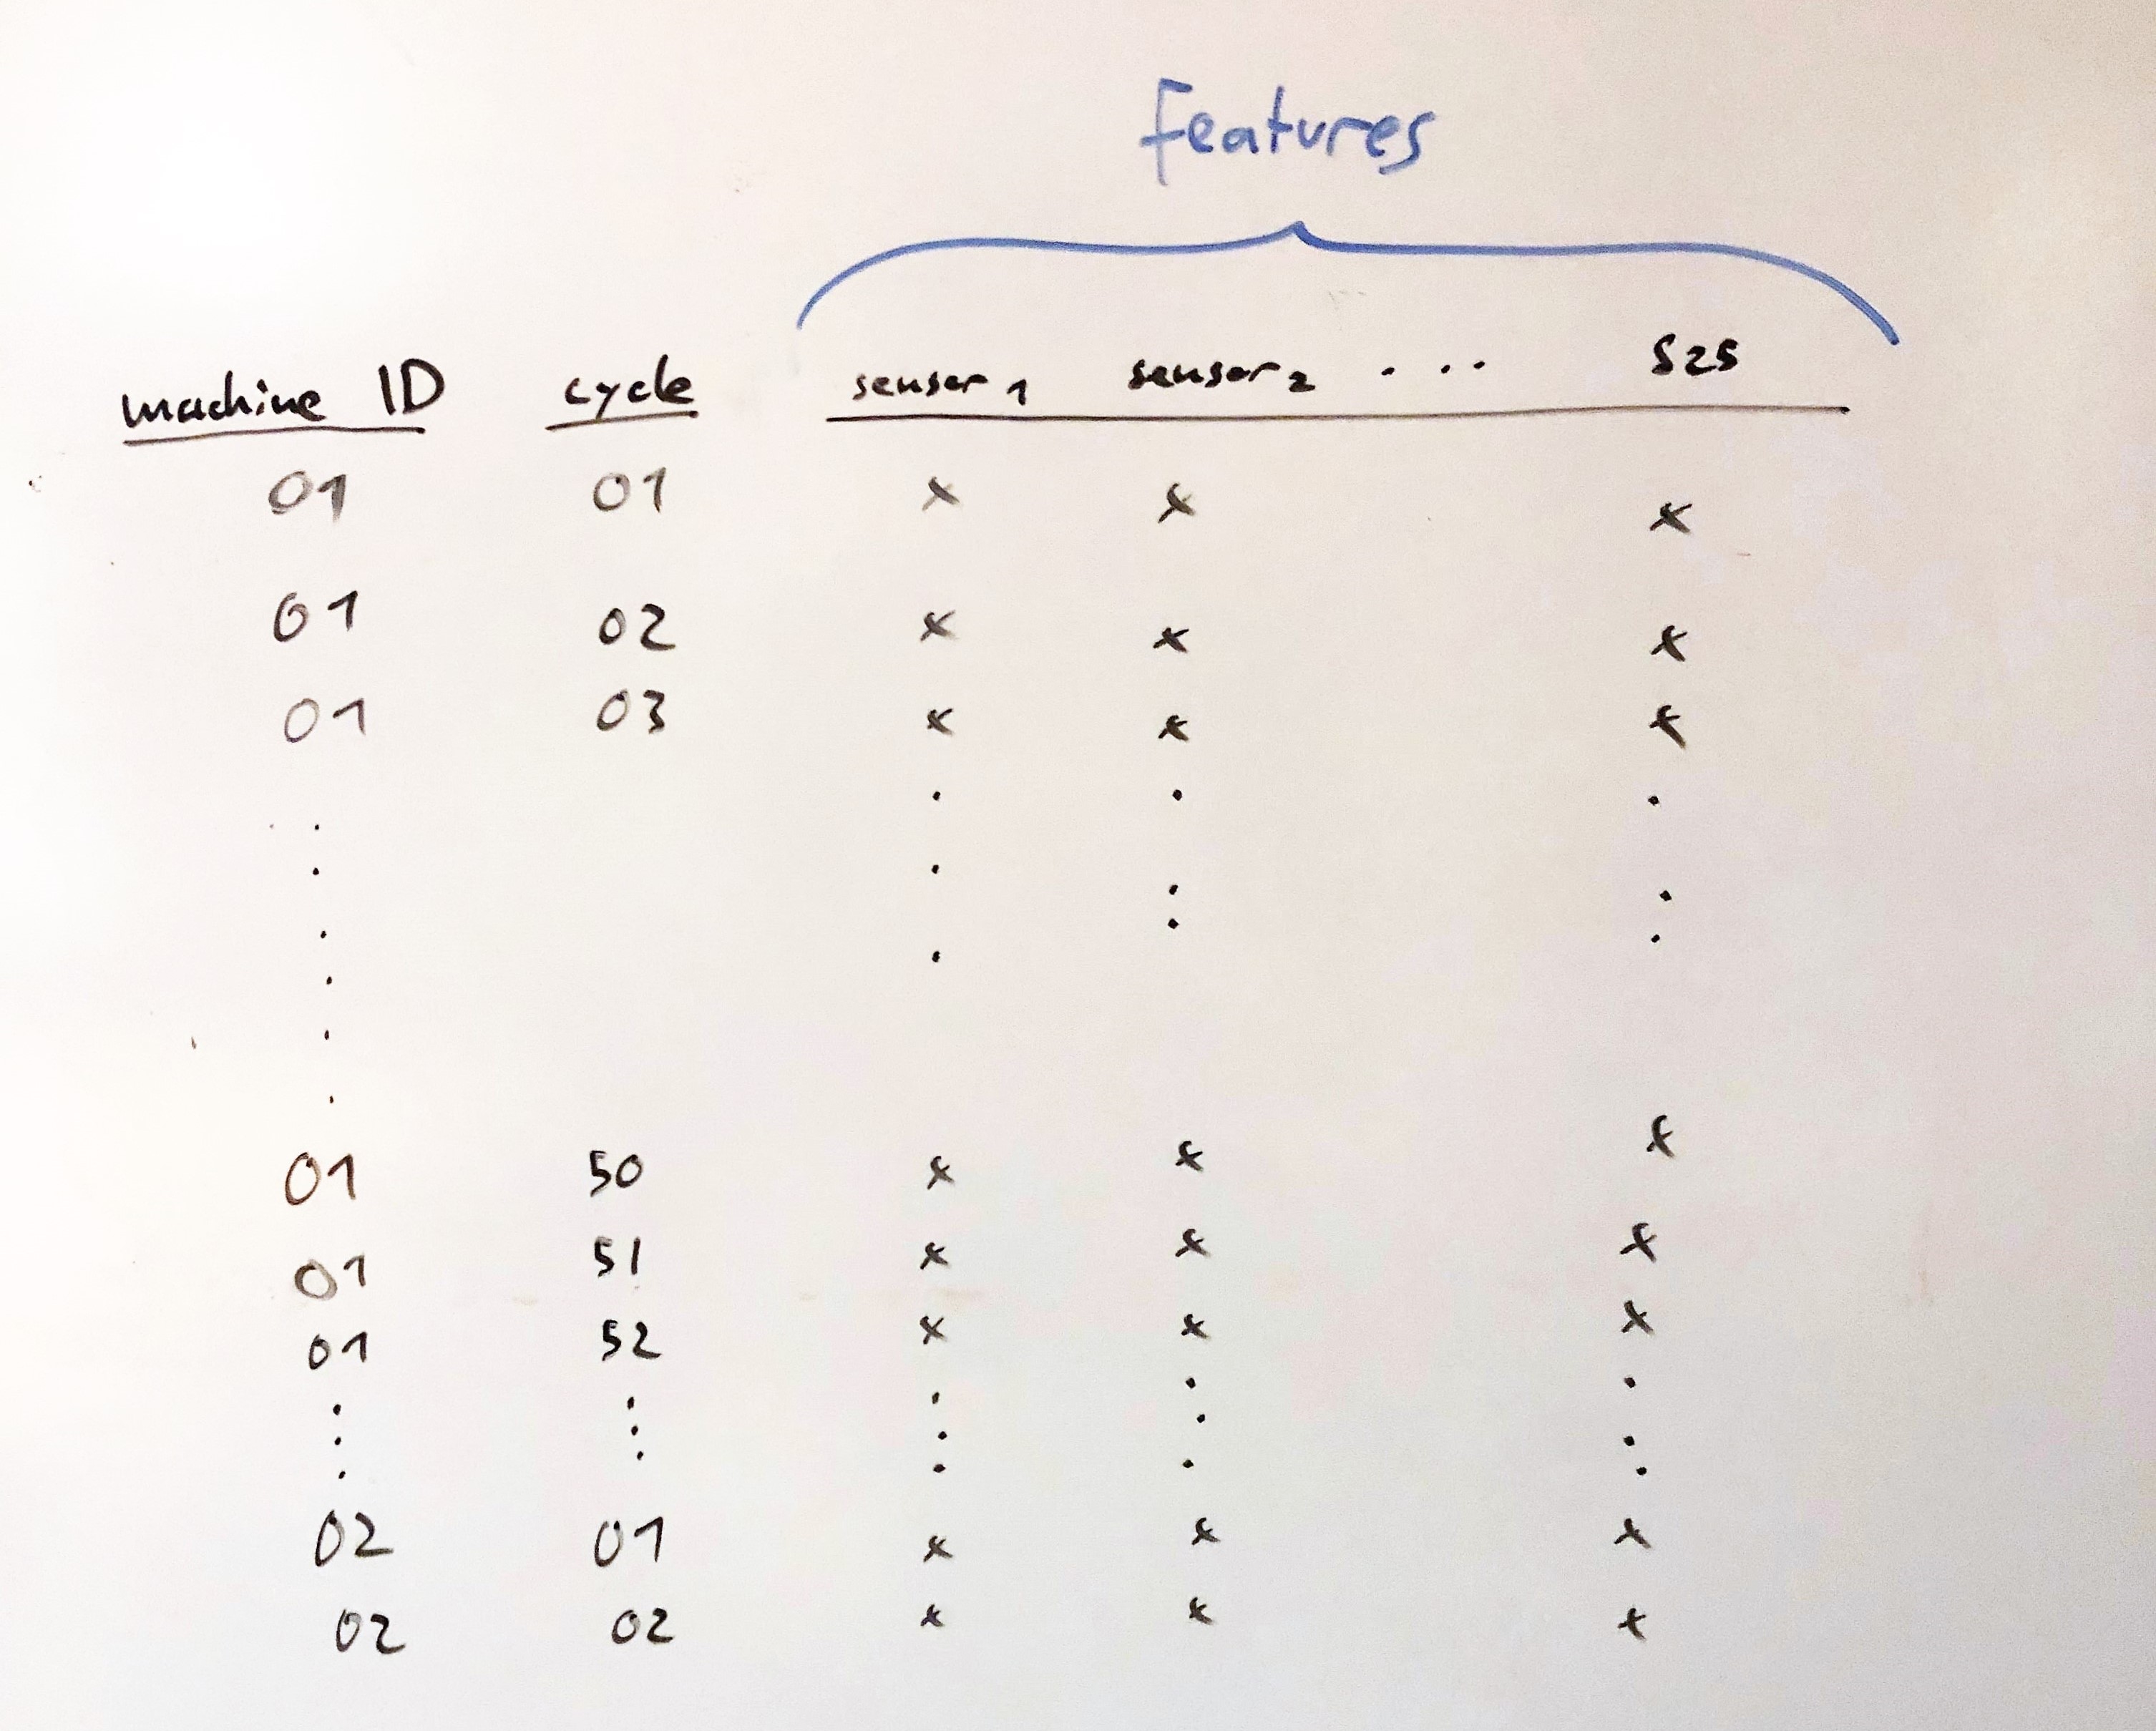 features
machine ID cycle sensor 1 sensor 2 . . . S25
01 01 x x x
01 02 x x x
01 03 x x x
. . .
. . .
. . .
.
.
.
01 50 x x x
01 51 x x x
01 52 x x x
. . . . .
. . . . .
. . . . .
02 01 x x x
02 02 x x x